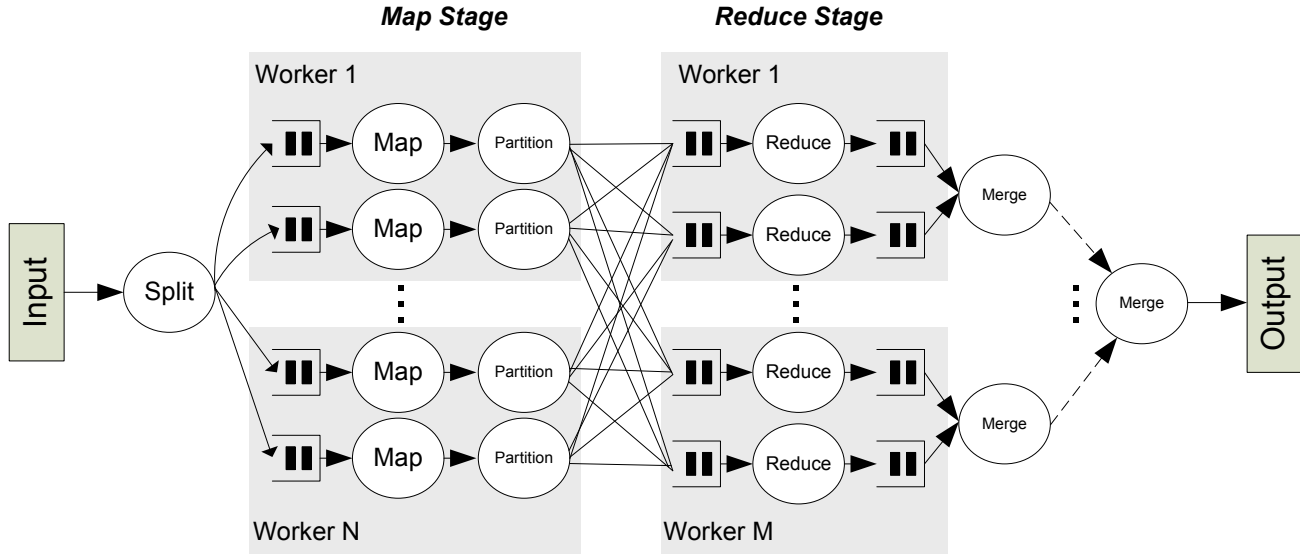 Map Stage
Reduce Stage
Worker 1
Worker 1
Map
Partition
Reduce
Merge
Map
Partition
Reduce
Input
Split
Merge
Output
Map
Partition
Reduce
Merge
Map
Partition
Reduce
Worker N
Worker M